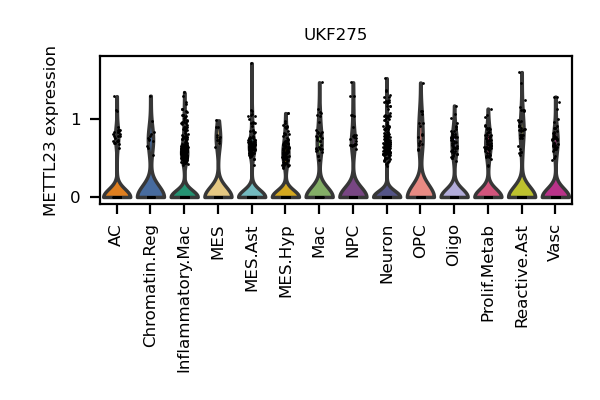 UKF275
METTL23 expression
1
0
AC
Chromatin.Reg
Inflammatory.Mac
MES
MES.Ast
MES.Hyp
Mac
NPC
Neuron
OPC
Oligo
Prolif.Metab
Reactive.Ast
Vasc